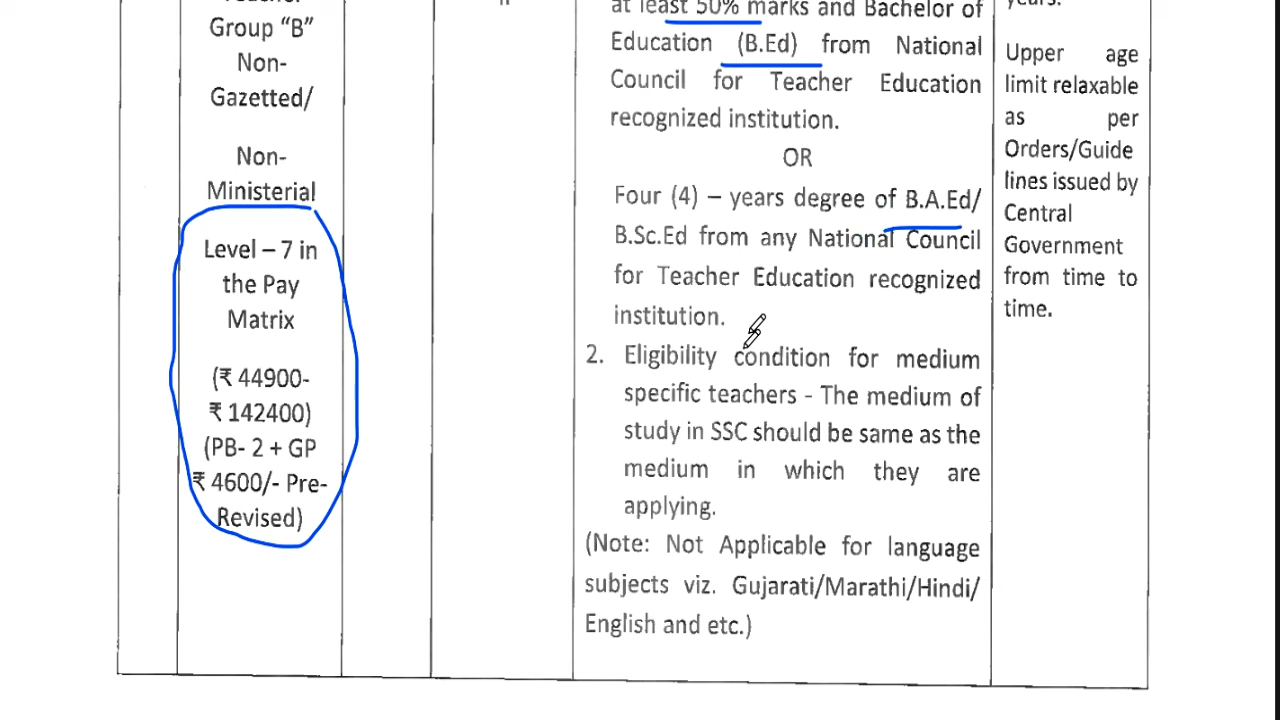 Group “B”
Non-
Gazetted/
Non-
Ministerial
Level – 7 in
the Pay
Matrix
(₹ 44900-
₹ 142400)
(PB- 2 + GP
₹ 4600/- Pre-
Revised)
at least 50% marks and Bachelor of
Education (B.Ed) from National
Council for Teacher Education
recognized institution.
OR
Four (4) – years degree of B.A.Ed/
B.Sc.Ed from any National Council
for Teacher Education recognized
institution.
2. Eligibility condition for medium
specific teachers - The medium of
study in SSC should be same as the
medium in which they are
applying.
(Note: Not Applicable for language
subjects viz. Gujarati/Marathi/Hindi/
English and etc.)
years.
Upper age
limit relaxable
as per
Orders/Guide
lines issued by
Central
Government
from time to
time.